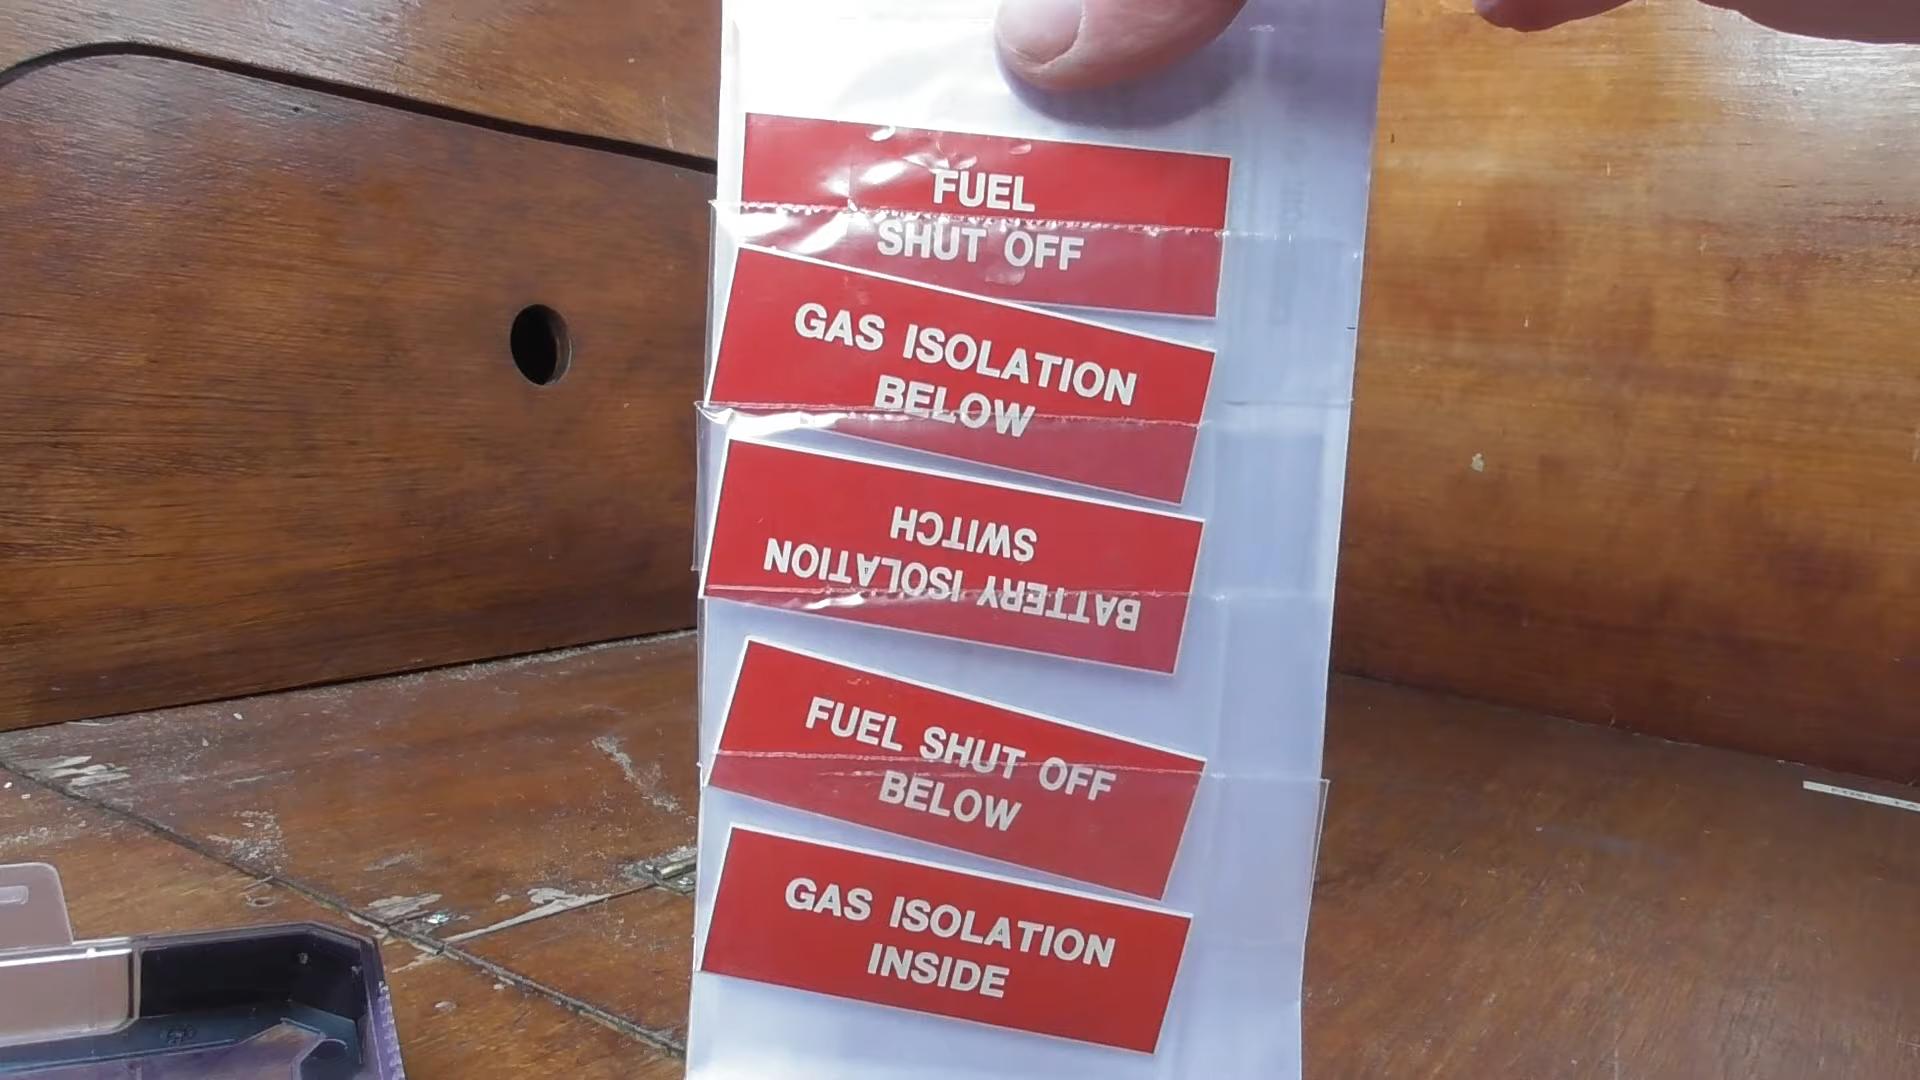 FUEL
SHUT OFF
GAS ISOLATION
BELOW
BATTERY ISOLATION
SWITCH
FUEL SHUT OFF
BELOW
GAS ISOLATION
INSIDE